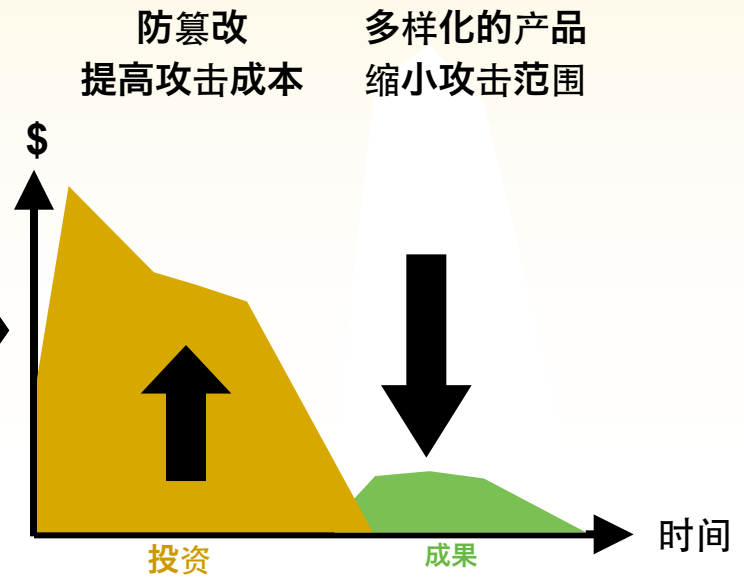 防篡改
提高攻击成本
多样化的产品
缩小攻击范围
$
时间
投资
成果